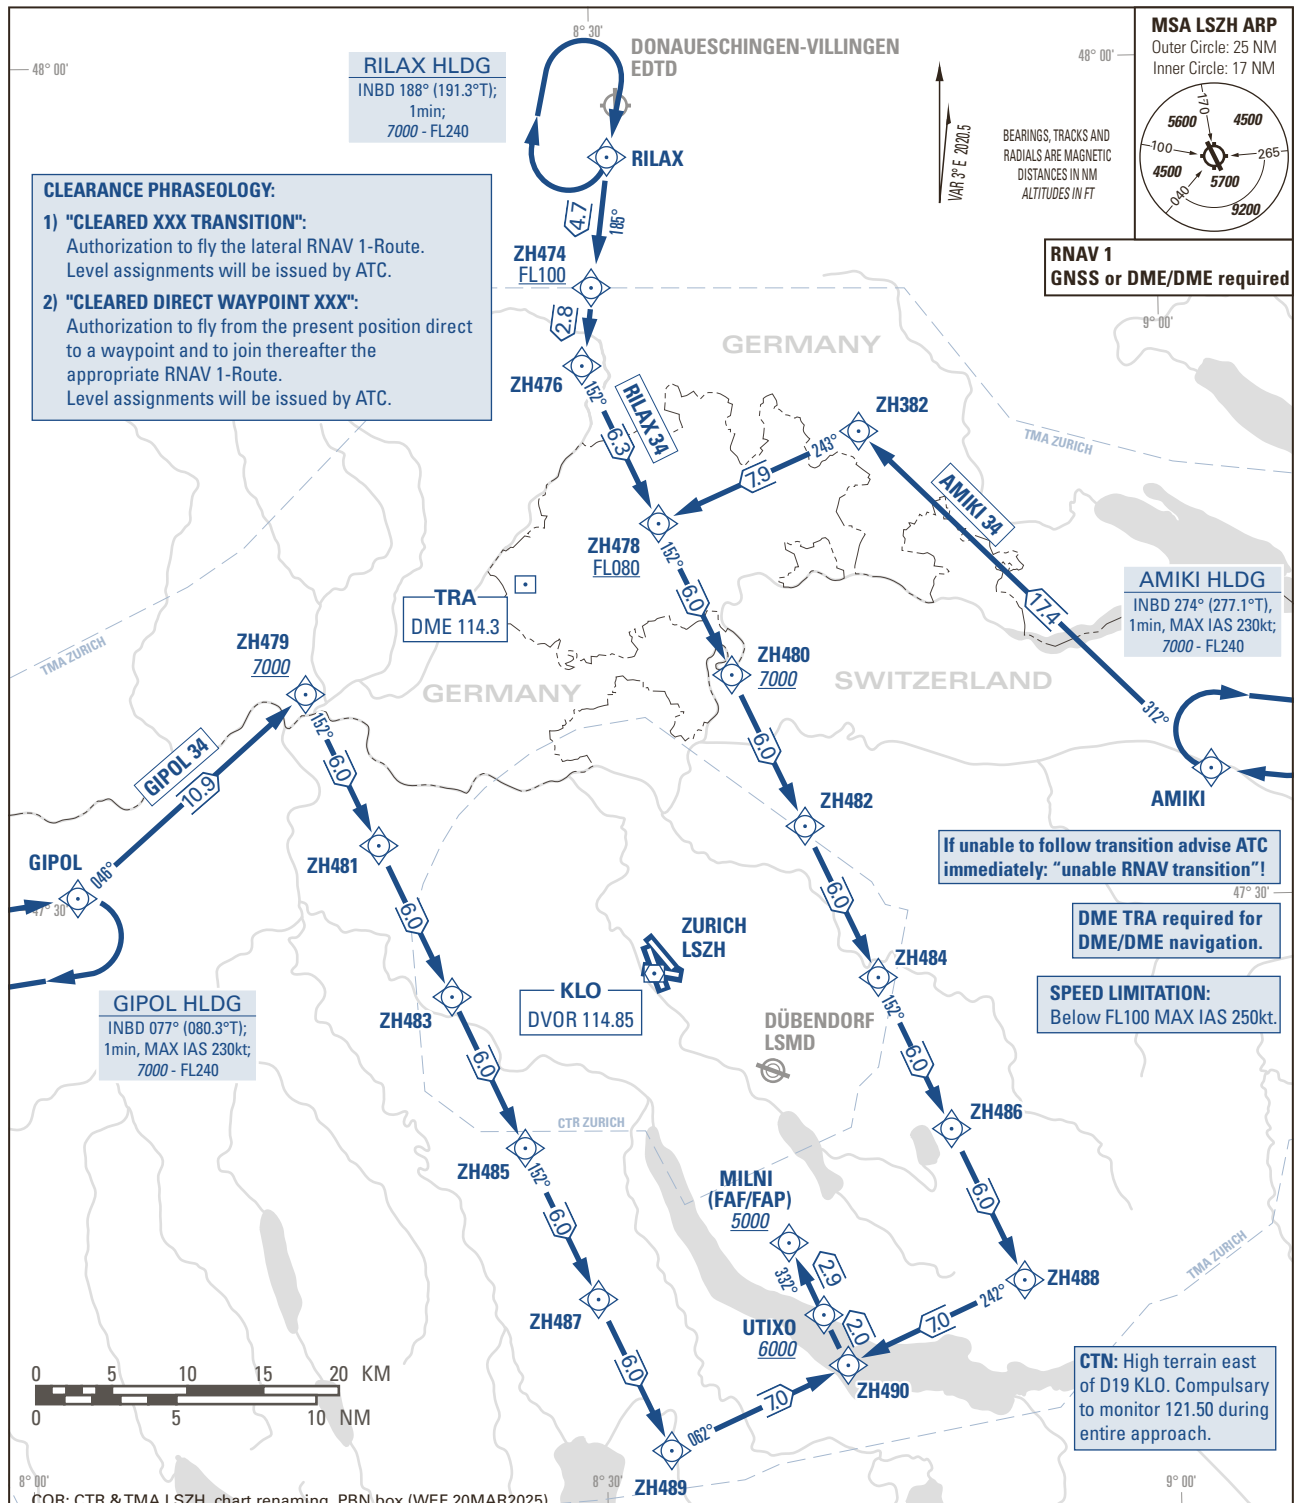 8° 30'
48° 00'
48° 00'
DONAUESCHINGEN-VILLINGEN
EDTD
RILAX HLDG
INBD 188° (191.3°T);
1min;
7000 - FL240
VAR 3° E 2020.5
BEARINGS, TRACKS AND
RADIALS ARE MAGNETIC
DISTANCES IN NM
ALTITUDES IN FT
MSA LSZH ARP
Outer Circle: 25 NM
Inner Circle: 17 NM
170
5600
4500
100
265
4500
5700
040
9200
RNAV 1
GNSS or DME/DME required
9° 00'
CLEARANCE PHRASEOLOGY:
1) "CLEARED XXX TRANSITION":
Authorization to fly the lateral RNAV 1-Route.
Level assignments will be issued by ATC.
2) "CLEARED DIRECT WAYPOINT XXX":
Authorization to fly from the present position direct
to a waypoint and to join thereafter the
appropriate RNAV 1-Route.
Level assignments will be issued by ATC.
RILAX
4.7
185°
ZH474
FL100
2.8
ZH476
152°
RILAX 34
6.3
GERMANY
ZH382
243°
7.9
TMA ZURICH
AMIKI 34
ZH478
FL080
152°
6.0
17.4
AMIKI HLDG
INBD 274° (277.1°T),
1min, MAX IAS 230kt;
7000 - FL240
TRA
DME 114.3
TMA ZURICH
ZH479
7000
ZH480
7000
GERMANY
SWITZERLAND
312°
152°
6.0
GIPOL 34
10.9
6.0
AMIKI
ZH482
ZH481
GIPOL
046°
47° 30'
If unable to follow transition advise ATC
immediately: “unable RNAV transition”!
47° 30'
6.0
6.0
DME TRA required for
DME/DME navigation.
ZURICH
LSZH
ZH484
KLO
DVOR 114.85
152°
SPEED LIMITATION:
Below FL100 MAX IAS 250kt.
GIPOL HLDG
INBD 077° (080.3°T);
1min, MAX IAS 230kt;
7000 - FL240
ZH483
DÜBENDORF
LSMD
6.0
6.0
ZH486
CTR ZURICH
ZH485
152°
MILNI
(FAF/FAP)
5000
6.0
6.0
332°
2.9
TMA ZURICH
ZH488
242°
ZH487
UTIXO
6000
2.0
7.0
6.0
ZH490
CTN: High terrain east
of D19 KLO. Compulsary
to monitor 121.50 during
entire approach.
0 5 10 15 20 KM
0 5 10 NM
7.0
062°
ZH489
8° 00'
8° 30'
9° 00'
COR: CTR & TMA LSZH, chart renaming, PBN box (WEF 20MAR2025)